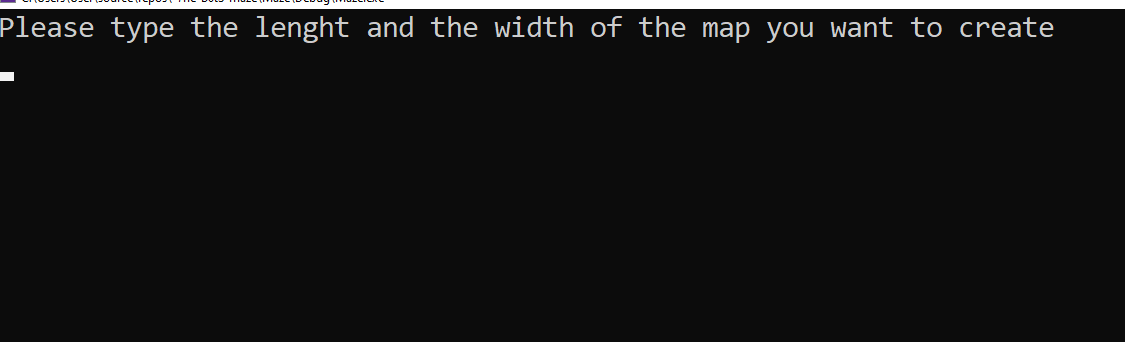 Please type the lenght and the width of the map you want to create